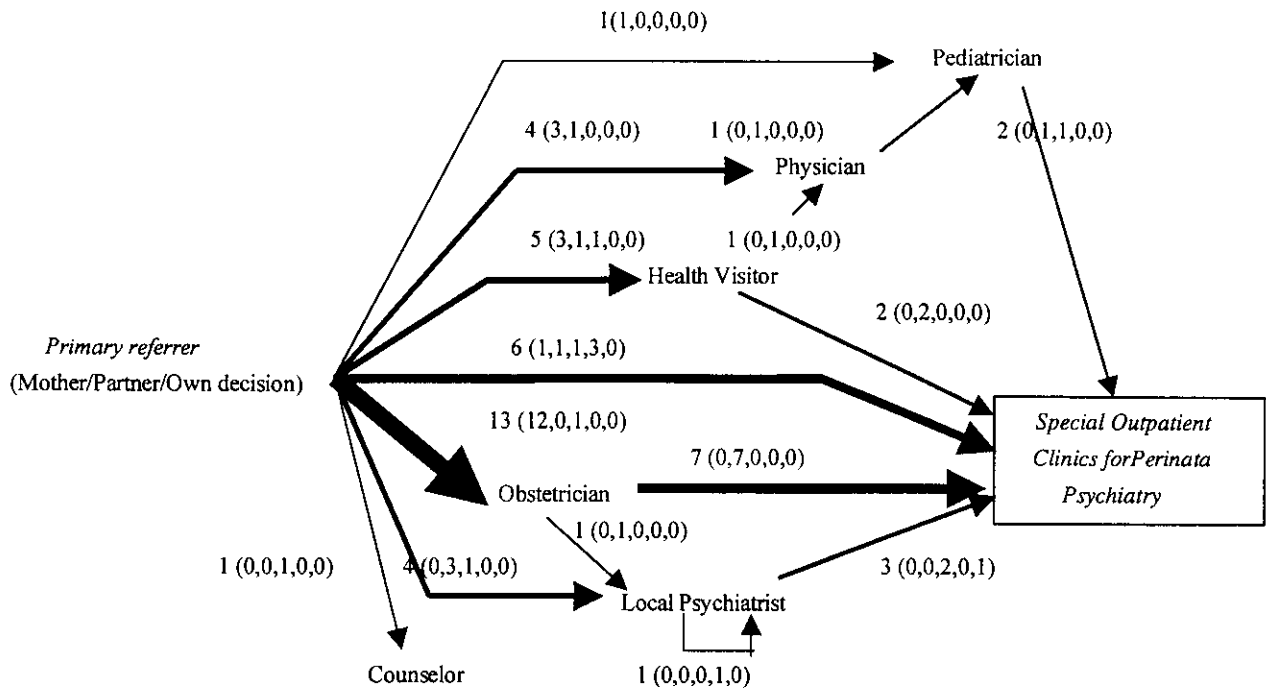 1(1,0,0,0,0)
Pediatrician
4 (3,1,0,0,0)
1 (0,1,0,0,0)
2 (0,1,1,0,0)
Physician
5 (3,1,1,0,0)
1 (0,1,0,0,0)
Health Visitor
2 (0,2,0,0,0)
Primary referrer
6 (1,1,1,3,0)
(Mother/Partner/Own decision)
13 (12,0,1,0,0)
Special Outpatient
Clinics forPerinata
Psychiatry
7 (0,7,0,0,0)
Obstetrician
1 (0,1,0,0,0)
1 (0,0,1,0,0)
4 (0,3,1,0,0)
3 (0,0,2,0,1)
Local Psychiatrist
Counselor
1 (0,0,0,1,0)